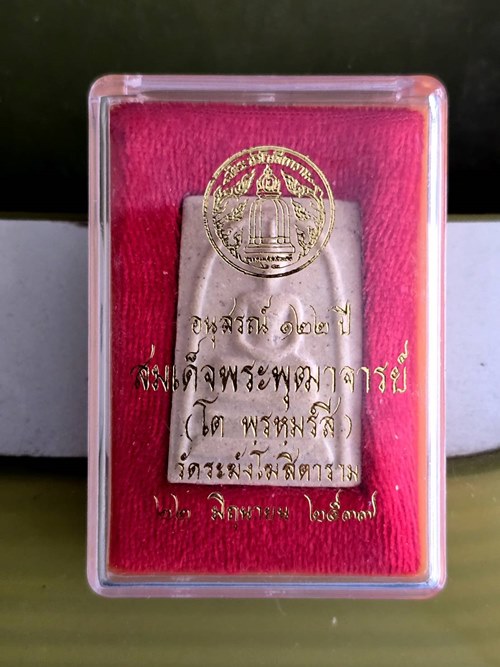 อนุสรณ์ ๑๒๒ ปี
สมเด็จพระพุฒาจารย์
(โต พฺรหฺมรํสี)
วัดระฆังโฆสิตาราม
๒๒ มิถุนายน ๒๕๓๗